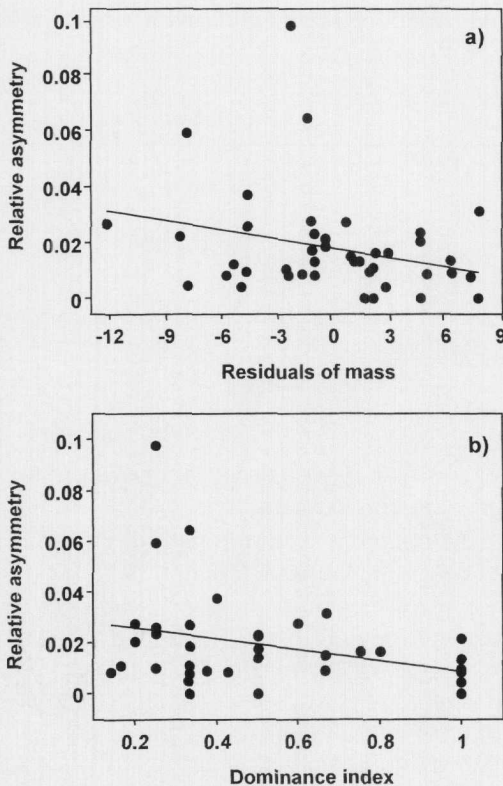 a)
0.1
0.08
0.06
0.04
0.02
0
Relative asymmetry
-12 -9 -6 -3 0 3 6 9
Residuals of mass
b)
0.1
0.08
0.06
0.04
0.02
0
Relative asymmetry
0.2 0.4 0.6 0.8 1
Dominance index